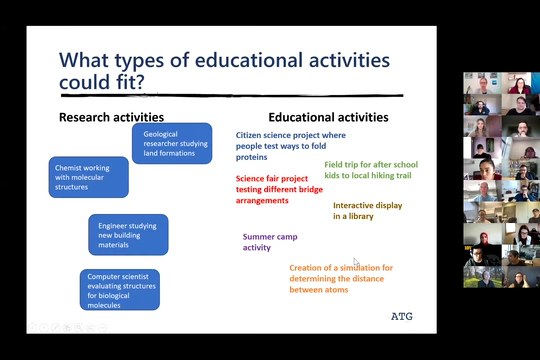 What types of educational activities
could fit?
Research activities
Educational activities
Geological
researcher studying
land formations
Chemist working
with molecular
structures
Engineer studying
new building
materials
Computer scientist
evaluating structures
for biological
molecules
Citizen science project where
people test ways to fold
proteins
Field trip for after school
kids to local hiking trail
Science fair project
testing different bridge
arrangements
Interactive display
in a library
Summer camp
activity
Creation of a simulation for
determining the distance
between atoms
ATG